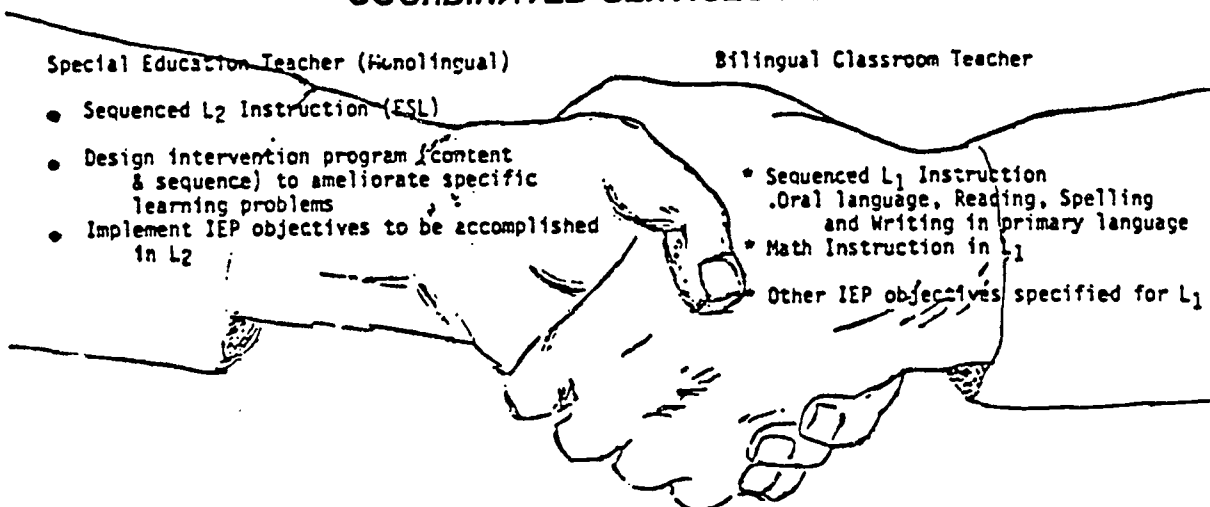 Special Education Teacher (Monolingual)
• Sequenced L2 Instruction (ESL)
• Design intervention program (content
& sequence) to ameliorate specific
learning problems
• Implement IEP objectives to be accomplished
in L2
Bilingual Classroom Teacher
* Sequenced L1 Instruction
.Oral language, Reading, Spelling
and Writing in primary language
* Math Instruction in L1
* Other IEP objectives specified for L1